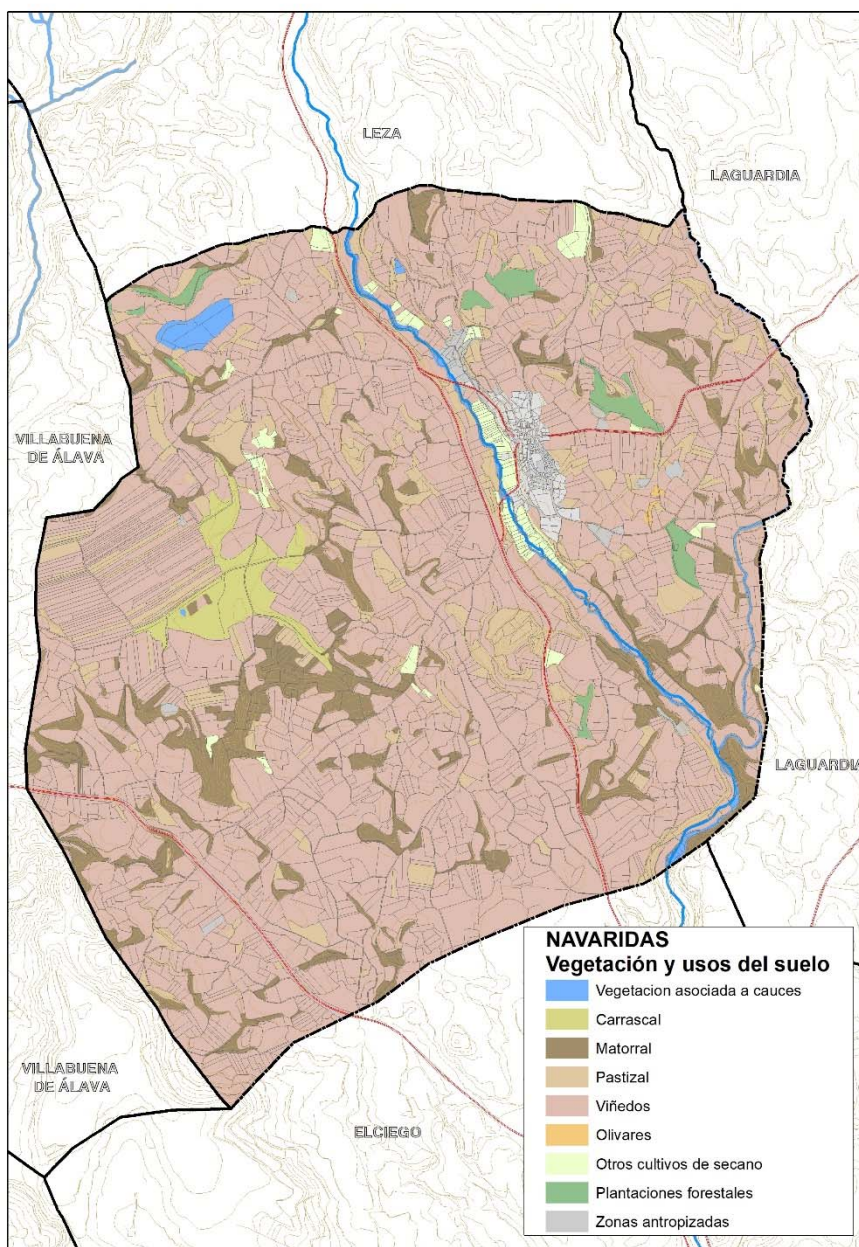 LEZA
LAGUARDIA
VILLABUENA
DE ÁLAVA
LAGUARDIA
VILLABUENA
DE ÁLAVA
ELCIEGO
NAVARIDAS
Vegetación y usos del suelo
Vegetacion asociada a cauces
Carrascal
Matorral
Pastizal
Viñedos
Olivares
Otros cultivos de secano
Plantaciones forestales
Zonas antropizadas